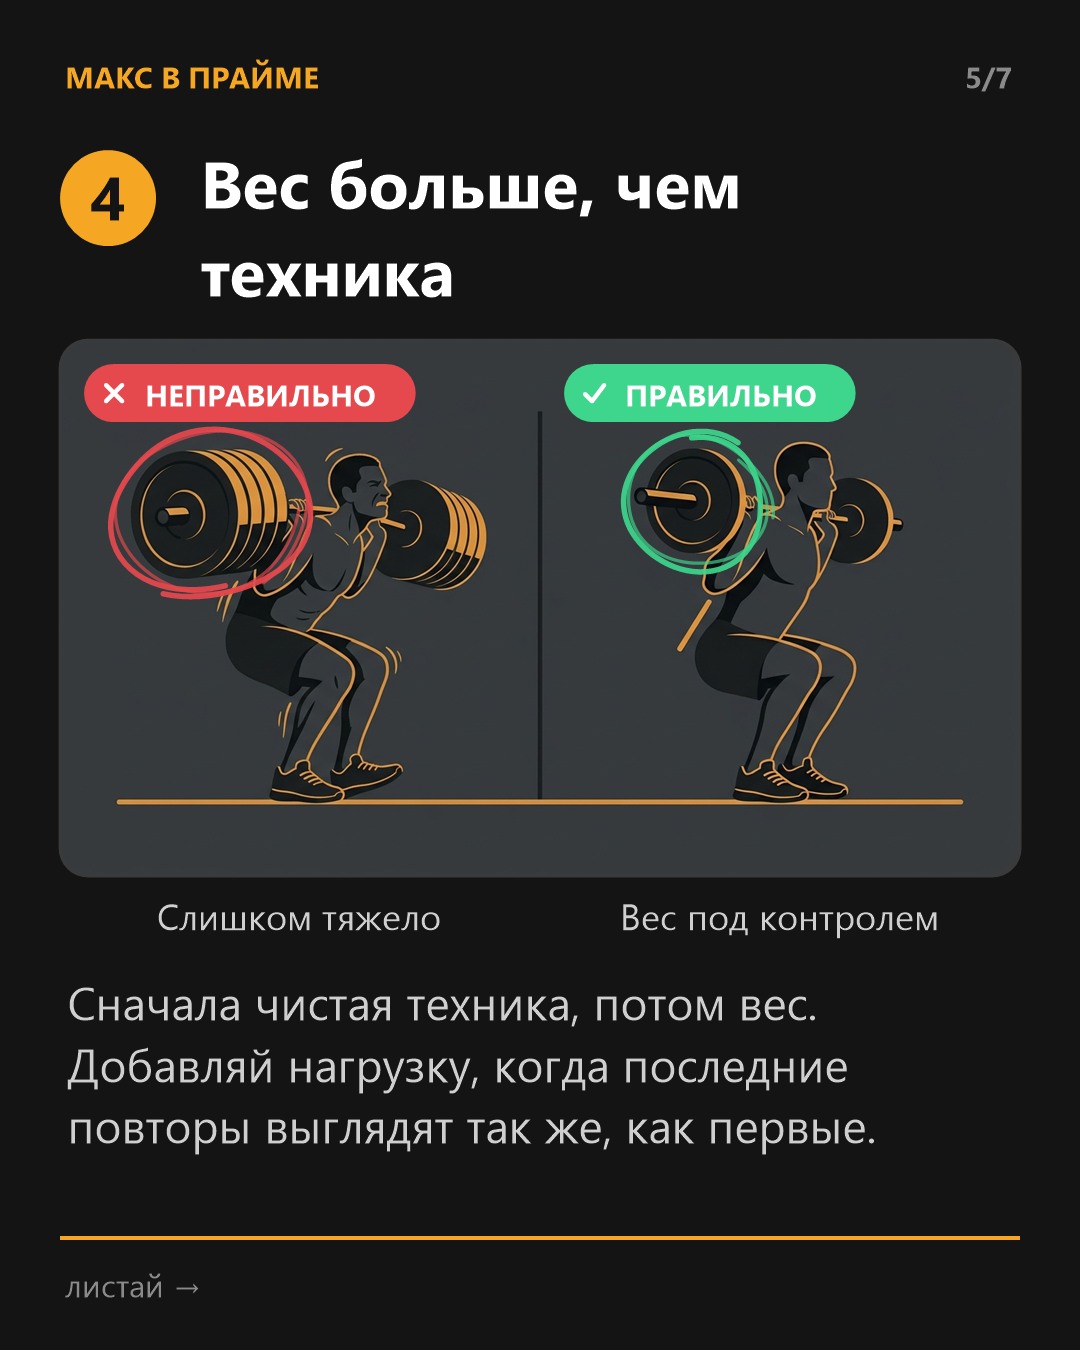 МАКС В ПРАЙМЕ
5/7
4
Вес больше, чем
техника
НЕПРАВИЛЬНО
ПРАВИЛЬНО
Слишком тяжело
Вес под контролем
Сначала чистая техника, потом вес.
Добавляй нагрузку, когда последние
повторы выглядят так же, как первые.
листай →